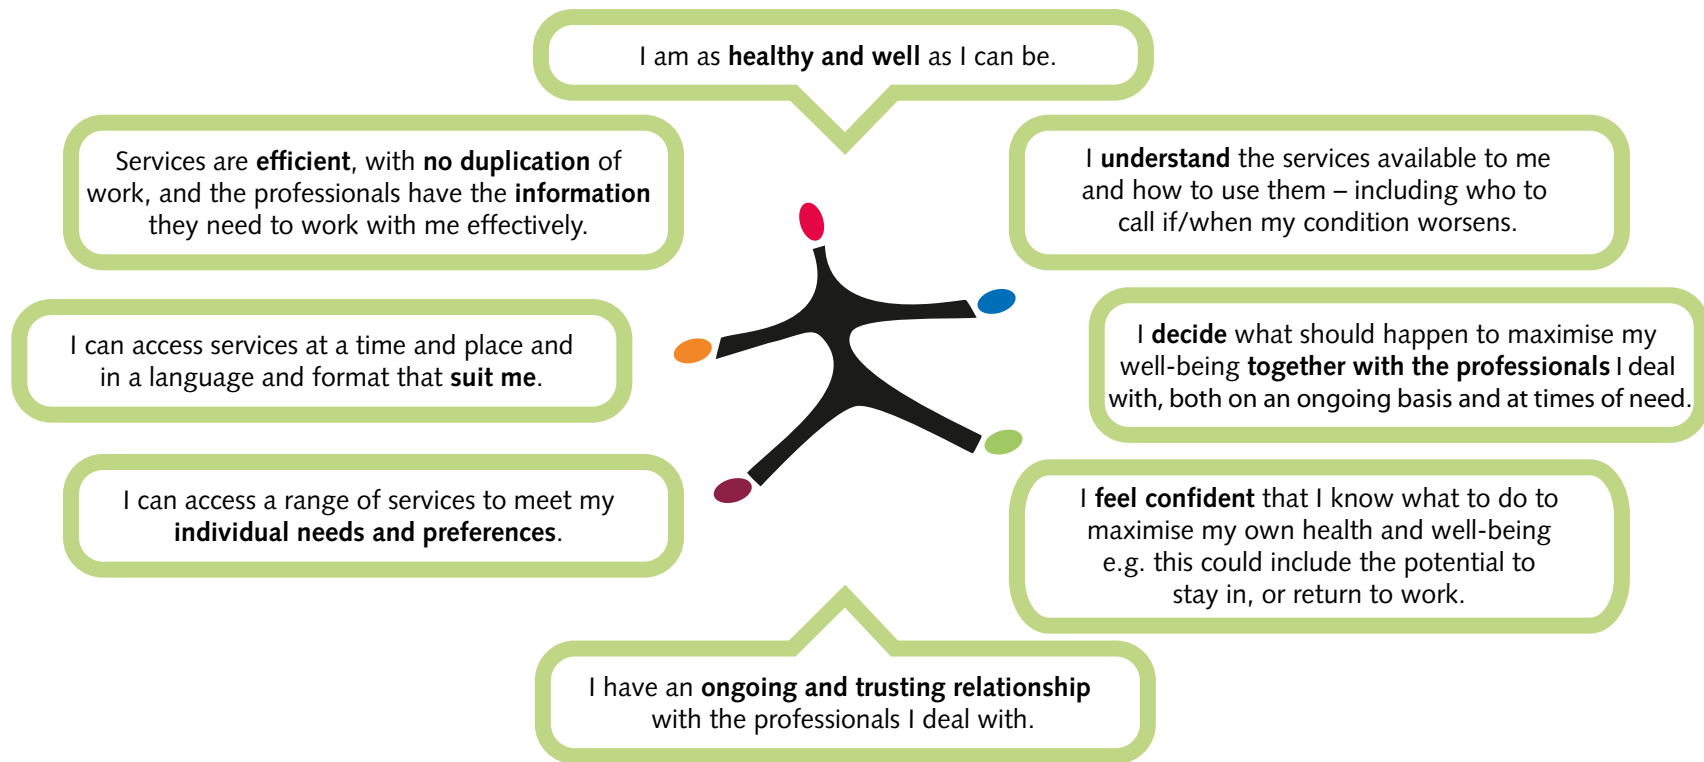 I am as healthy and well as I can be.
Services are efficient, with no duplication of
work, and the professionals have the information
they need to work with me effectively.
I understand the services available to me
and how to use them – including who to
call if/when my condition worsens.
I can access services at a time and place and
in a language and format that suit me.
I decide what should happen to maximise my
well-being together with the professionals I deal
with, both on an ongoing basis and at times of need.
I can access a range of services to meet my
individual needs and preferences.
I feel confident that I know what to do to
maximise my own health and well-being
e.g. this could include the potential to
stay in, or return to work.
I have an ongoing and trusting relationship
with the professionals I deal with.